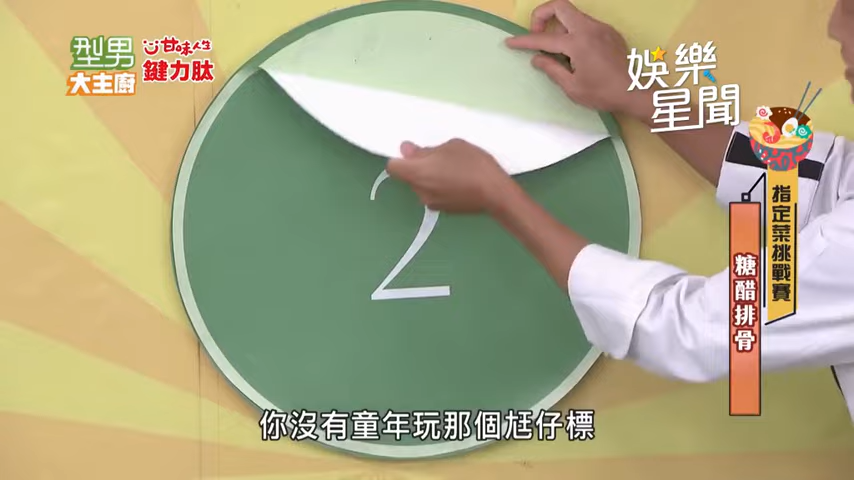 型男
大主廚
甘味人生
鍵力肽
娛樂
星聞
指定菜挑戰賽
糖醋排骨
2
你沒有童年玩那個尪仔標